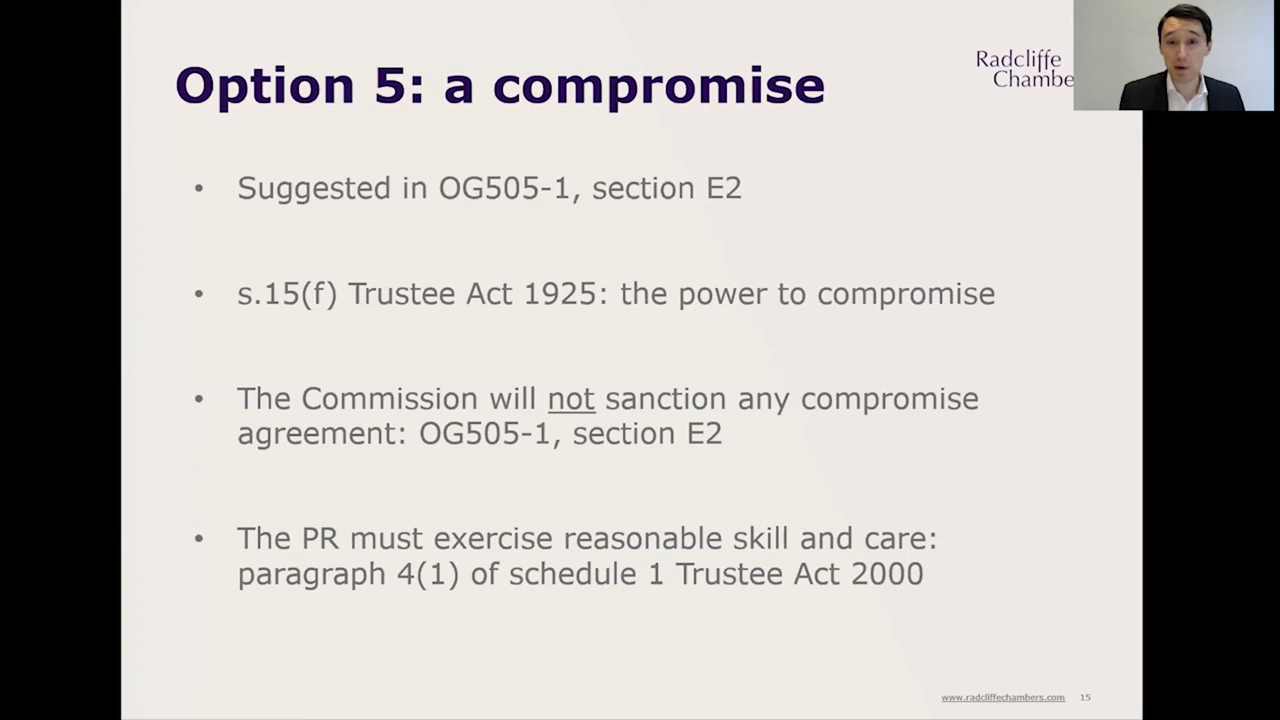 Option 5: a compromise
Radcliffe
Chambe
• Suggested in OG505-1, section E2
• s.15(f) Trustee Act 1925: the power to compromise
• The Commission will not sanction any compromise
agreement: OG505-1, section E2
• The PR must exercise reasonable skill and care:
paragraph 4(1) of schedule 1 Trustee Act 2000
www.radcliffechambers.com 15